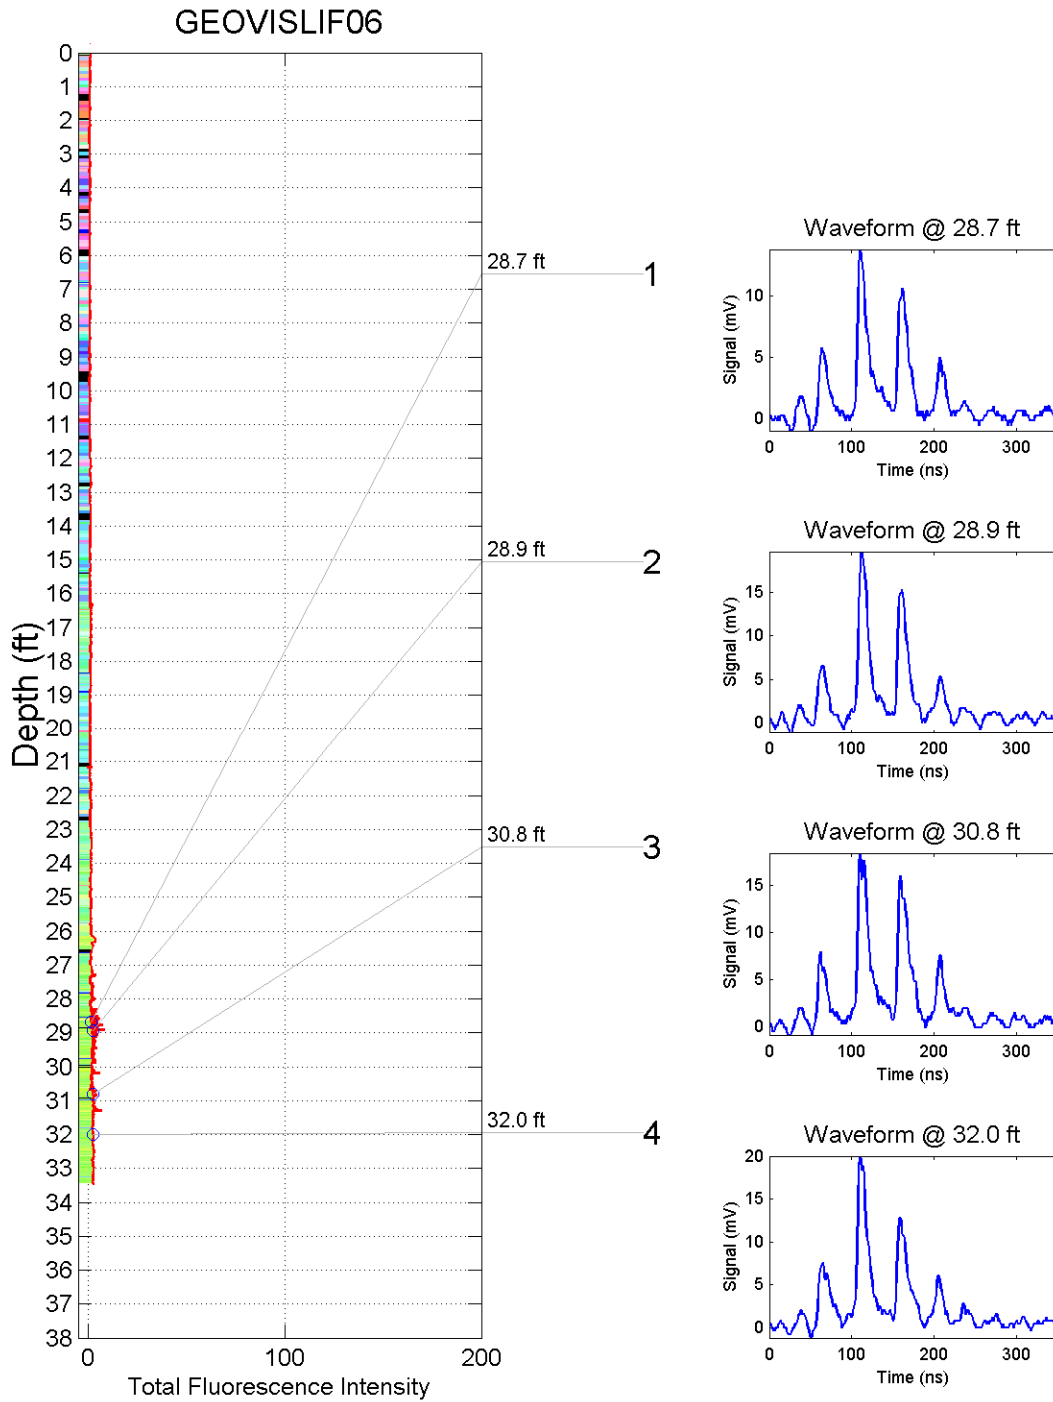 GEOVISLIF06
0
1
2
3
4
5
6
7
8
9
10
11
12
13
14
15
16
17
18
19
20
21
22
23
24
25
26
27
28
29
30
31
32
33
34
35
36
37
38
Depth (ft)
0 100 200
Total Fluorescence Intensity
28.7 ft 1
28.9 ft 2
30.8 ft 3
32.0 ft 4
Waveform @ 28.7 ft
10
5
0
Signal (mV)
0 100 200 300
Time (ns)
Waveform @ 28.9 ft
15
10
5
0
Signal (mV)
0 100 200 300
Time (ns)
Waveform @ 30.8 ft
15
10
5
0
Signal (mV)
0 100 200 300
Time (ns)
Waveform @ 32.0 ft
20
15
10
5
0
Signal (mV)
0 100 200 300
Time (ns)